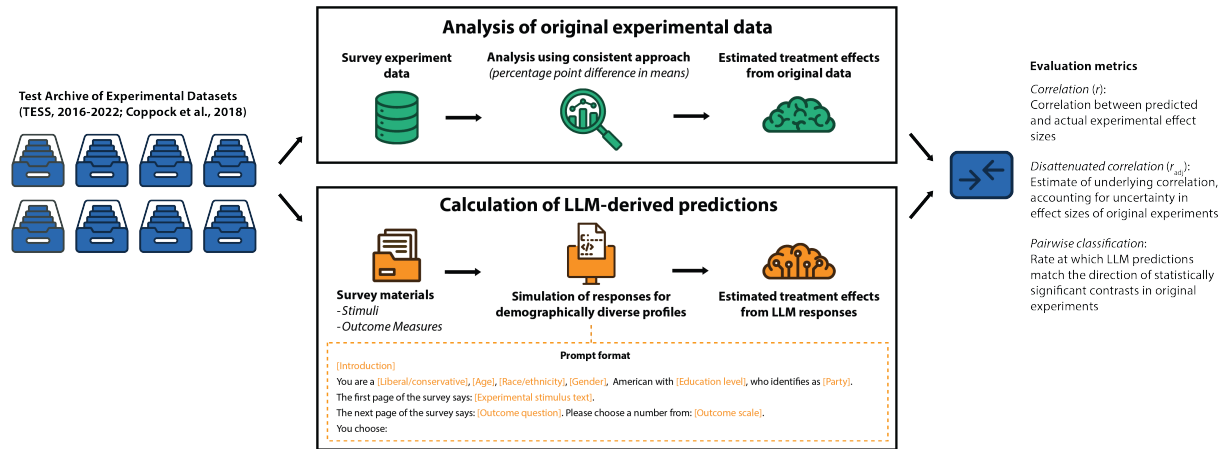 Test Archive of Experimental Datasets
(TESS, 2016-2022; Coppock et al., 2018)
Analysis of original experimental data
Survey experiment
data
Analysis using consistent approach
(percentage point difference in means)
Estimated treatment effects
from original data
Calculation of LLM-derived predictions
Survey materials
- Stimuli
- Outcome Measures
Simulation of responses for
demographically diverse profiles
Estimated treatment effects
from LLM responses
Prompt format
[Introduction]
You are a [Liberal/conservative], [Age], [Race/ethnicity], [Gender], American with [Education level], who identifies as [Party].
The first page of the survey says: [Experimental stimulus text].
The next page of the survey says: [Outcome question]. Please choose a number from: [Outcome scale].
You choose:
Evaluation metrics
Correlation (r):
Correlation between predicted
and actual experimental effect
sizes
Disattenuated correlation (r_adj):
Estimate of underlying correlation,
accounting for uncertainty in
effect sizes of original experiments
Pairwise classification:
Rate at which LLM predictions
match the direction of statistically
significant contrasts in original
experiments